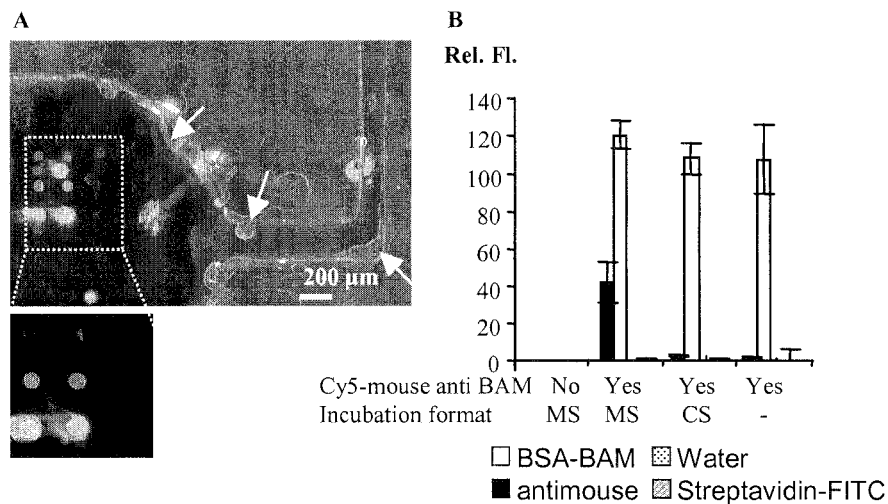 A
B
Rel. Fl.
200 µm
140
120
100
80
60
40
20
0
Cy5-mouse anti BAM No Yes Yes Yes
Incubation format MS MS CS -
BSA-BAM Water
antimouse Streptavidin-FITC